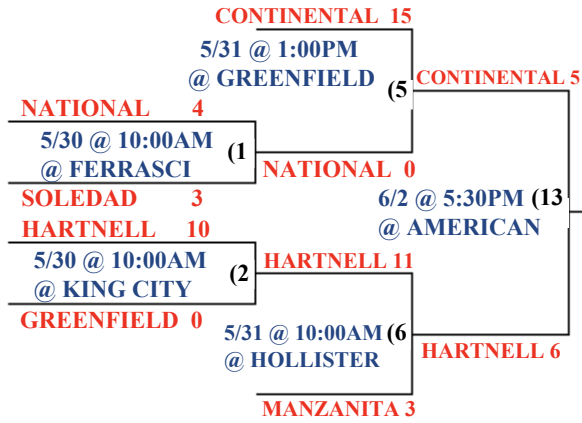 CONTINENTAL 15
5/31 @ 1:00PM
@ GREENFIELD
(5
CONTINENTAL 5
NATIONAL 4
5/30 @ 10:00AM
@ FERRASCI
(1
NATIONAL 0
SOLEDAD 3
6/2 @ 5:30PM
@ AMERICAN
(13
HARTNELL 10
5/30 @ 10:00AM
@ KING CITY
(2
HARTNELL 11
GREENFIELD 0
5/31 @ 10:00AM
@ HOLLISTER
(6
HARTNELL 6
MANZANITA 3